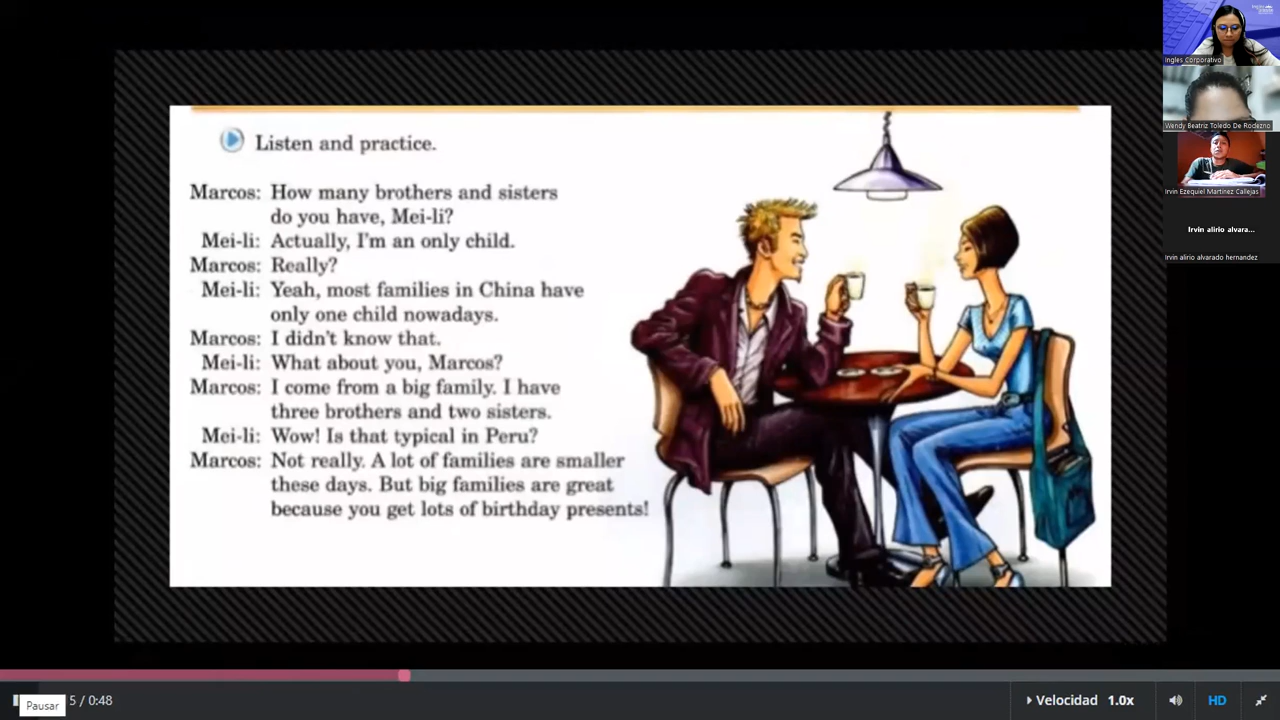 Listen and practice.
Marcos: How many brothers and sisters
do you have, Mei-li?
Mei-li: Actually, I'm an only child.
Marcos: Really?
Mei-li: Yeah, most families in China have
only one child nowadays.
Marcos: I didn't know that.
Mei-li: What about you, Marcos?
Marcos: I come from a big family. I have
three brothers and two sisters.
Mei-li: Wow! Is that typical in Peru?
Marcos: Not really. A lot of families are smaller
these days. But big families are great
because you get lots of birthday presents!
Ingles Corporativo
Wendy Beatriz Toledo De Rodezno
Irvin Ezequiel Martinez Callejas
Irvin alirio alvara...
Irvin alirio alvarado hernandez
Pausar
5 / 0:48
Velocidad 1.0x
HD